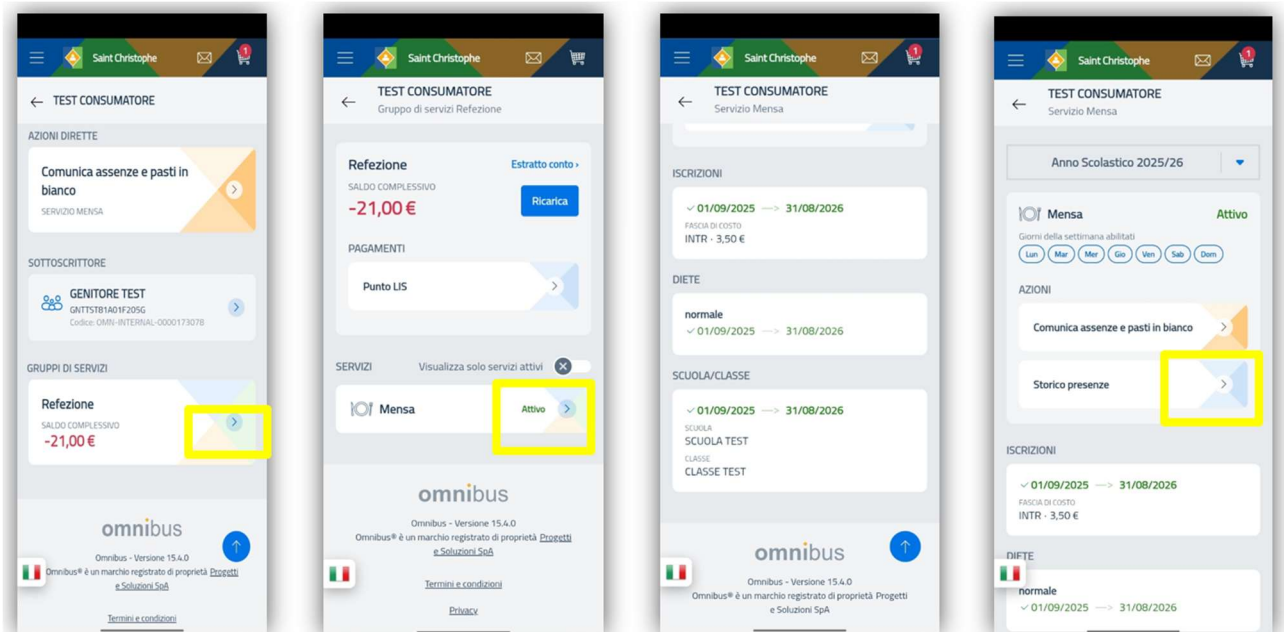 Saint Christophe
1
TEST CONSUMATORE
AZIONI DIRETTE
Comunica assenze e pasti in
bianco
SERVIZIO MENSA
SOTTOSCRITTORE
GENITORE TEST
GNTTST81A01F205G
Codice: OMN-INTERNAL-0000173078
GRUPPI DI SERVIZI
Refezione
SALDO COMPLESSIVO
-21,00 €
omnibus
Omnibus - Versione 15.4.0
Omnibus® è un marchio registrato di proprietà Progetti
e Soluzioni SpA
Termini e condizioni
Saint Christophe
TEST CONSUMATORE
Gruppo di servizi Refezione
Refezione
Estratto conto ›
SALDO COMPLESSIVO
-21,00 €
Ricarica
PAGAMENTI
Punto LIS
SERVIZI
Visualizza solo servizi attivi
Mensa
Attivo
omnibus
Omnibus - Versione 15.4.0
Omnibus® è un marchio registrato di proprietà Progetti
e Soluzioni SpA
Termini e condizioni
Privacy
Saint Christophe
1
TEST CONSUMATORE
Servizio Mensa
ISCRIZIONI
01/09/2025 —> 31/08/2026
FASCIA DI COSTO
INTR - 3,50 €
DIETE
normale
01/09/2025 —> 31/08/2026
SCUOLA/CLASSE
01/09/2025 —> 31/08/2026
SCUOLA
SCUOLA TEST
CLASSE
CLASSE TEST
omnibus
Omnibus - Versione 15.4.0
Omnibus® è un marchio registrato di proprietà Progetti
e Soluzioni SpA
Saint Christophe
1
TEST CONSUMATORE
Servizio Mensa
Anno Scolastico 2025/26
Mensa
Attivo
Giorni della settimana abilitati
Lun Mar Mer Gio Ven Sab Dom
AZIONI
Comunica assenze e pasti in bianco
Storico presenze
ISCRIZIONI
01/09/2025 —> 31/08/2026
FASCIA DI COSTO
INTR - 3,50 €
DIETE
normale
01/09/2025 —> 31/08/2026